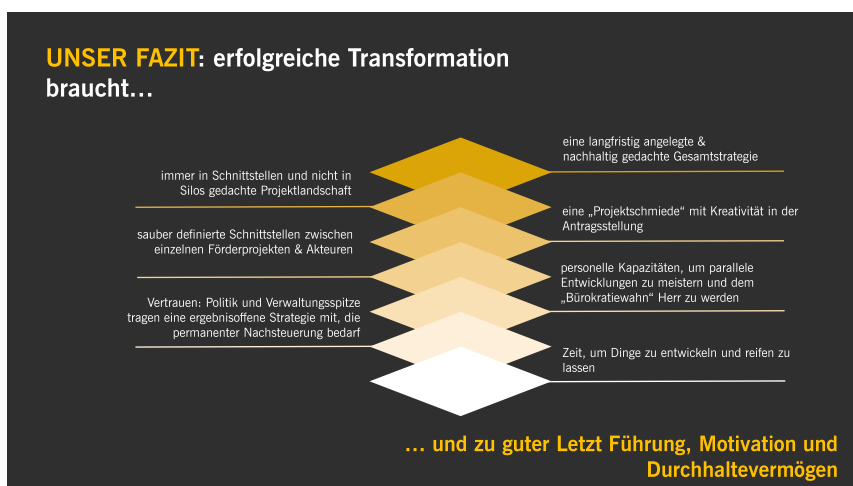 UNSER FAZIT: erfolgreiche Transformation
braucht…
eine langfristig angelegte &
nachhaltig gedachte Gesamtstrategie
immer in Schnittstellen und nicht in
Silos gedachte Projektlandschaft
eine „Projektschmiede“ mit Kreativität in der
Antragsstellung
sauber definierte Schnittstellen zwischen
einzelnen Förderprojekten & Akteuren
personelle Kapazitäten, um parallele
Entwicklungen zu meistern und dem
„Bürokratiewahn“ Herr zu werden
Vertrauen: Politik und Verwaltungsspitze
tragen eine ergebnisoffene Strategie mit, die
permanenter Nachsteuerung bedarf
Zeit, um Dinge zu entwickeln und reifen zu
lassen
… und zu guter Letzt Führung, Motivation und
Durchhaltevermögen